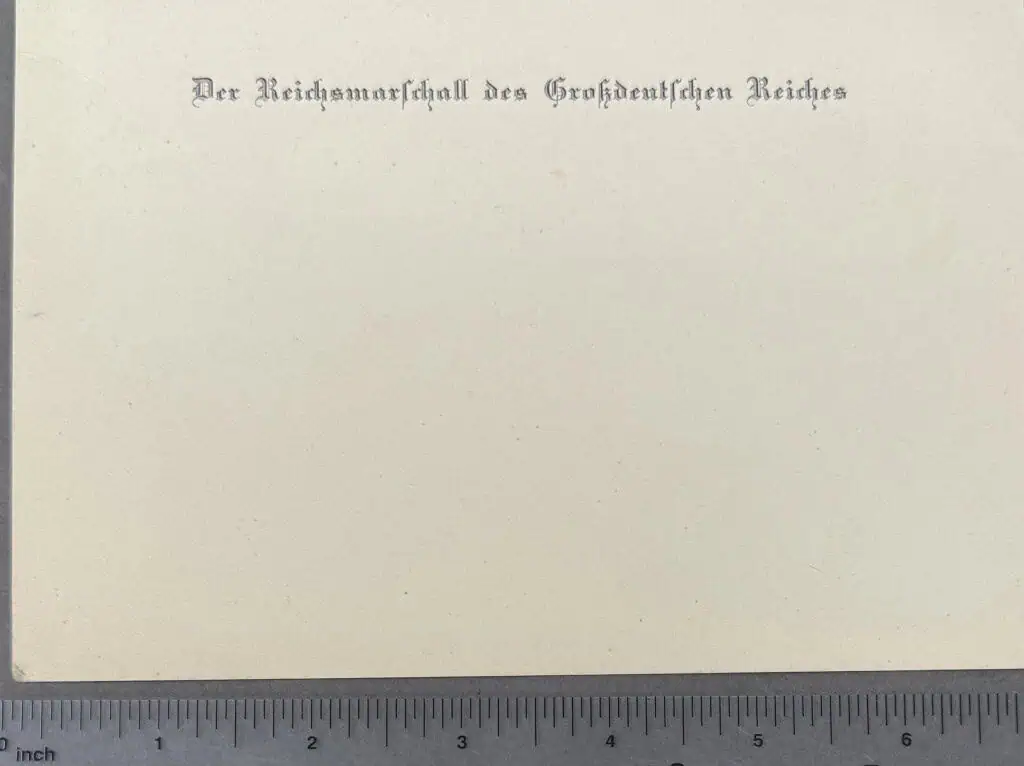 Der Reichsmarſchall des Großdeutſchen Reiches
0 1 2 3 4 5 6
inch